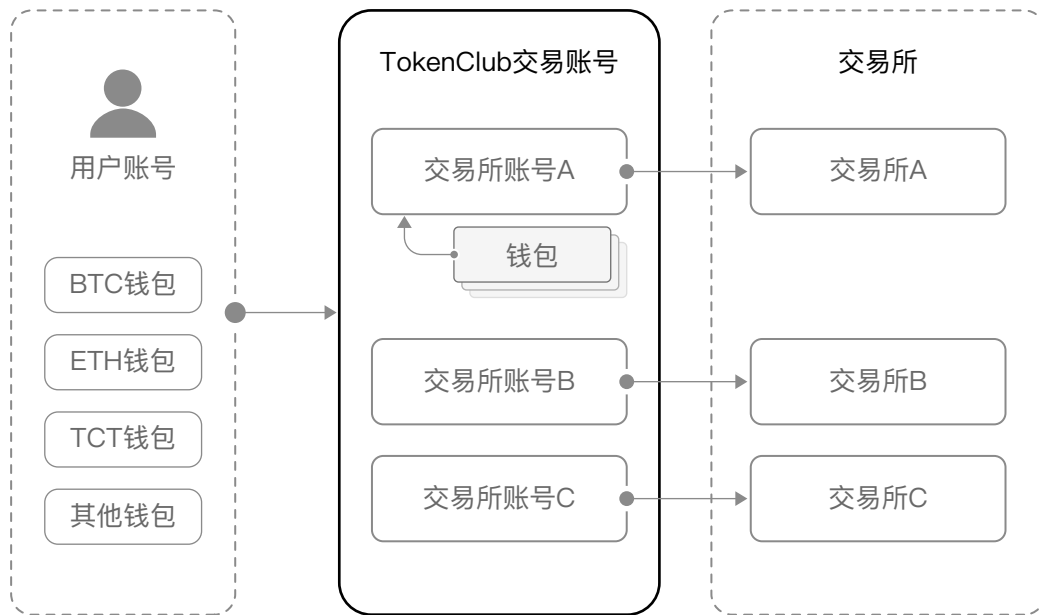 用户账号
BTC钱包
ETH钱包
TCT钱包
其他钱包
TokenClub交易账号
交易所账号A
钱包
交易所账号B
交易所账号C
交易所
交易所A
交易所B
交易所C